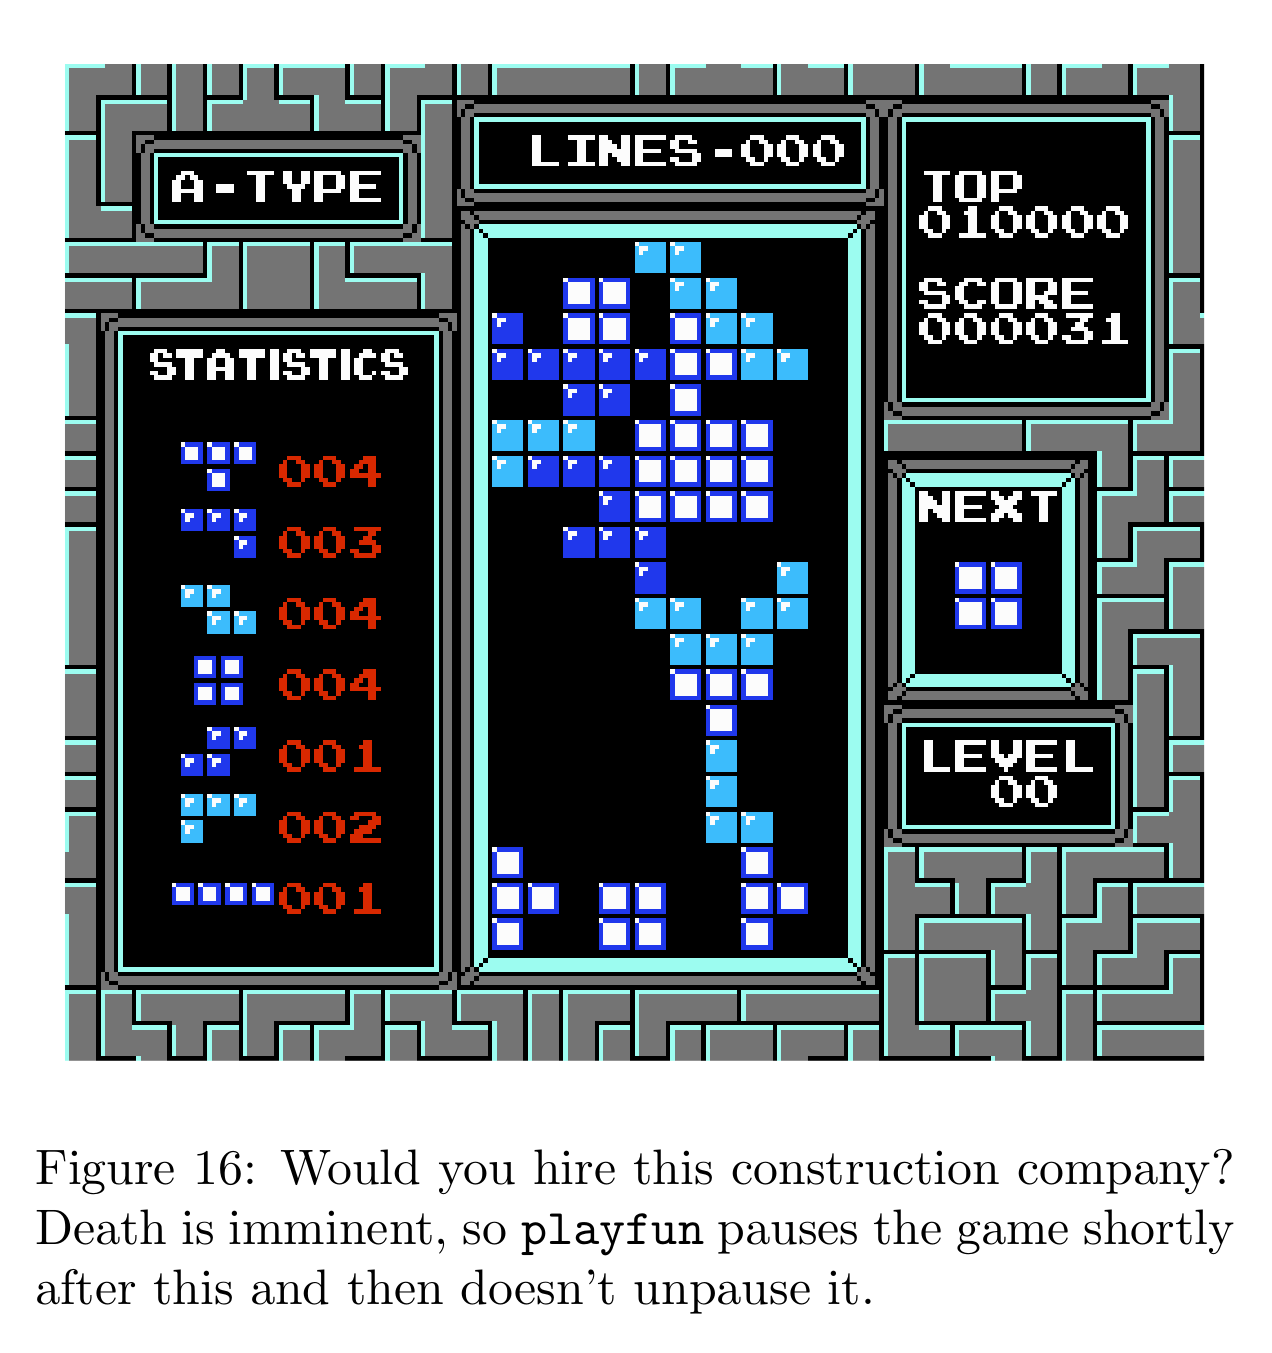 LINES-000
A-TYPE
TOP
010000
SCORE
000031
STATISTICS
004
003
004
004
001
002
001
NEXT
LEVEL
00
Figure 16: Would you hire this construction company?
Death is imminent, so playfun pauses the game shortly
after this and then doesn't unpause it.